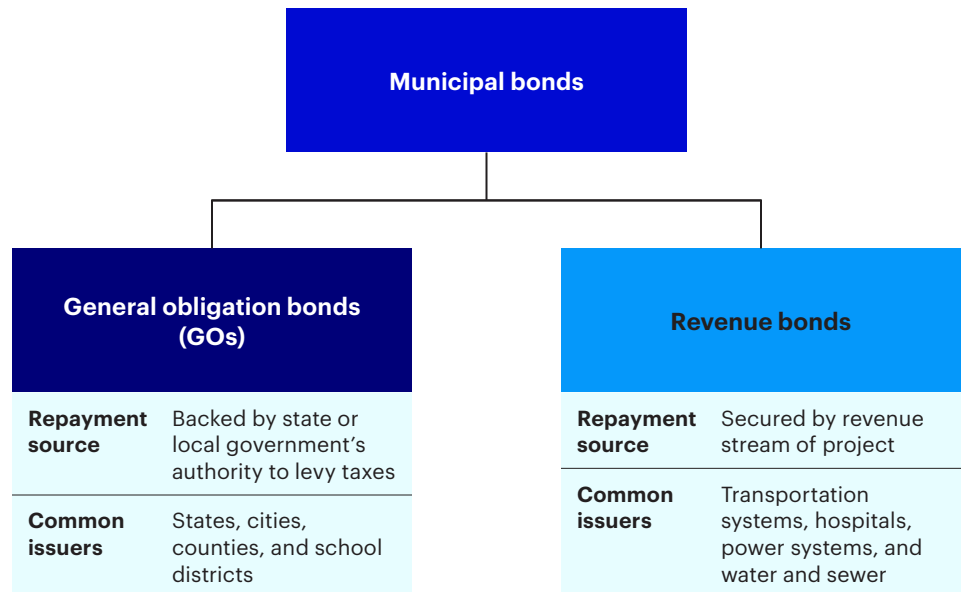 Municipal bonds
General obligation bonds
(GOs)
Repayment source
Backed by state or
local government's
authority to levy taxes
Common issuers
States, cities,
counties, and school
districts
Revenue bonds
Repayment source
Secured by revenue
stream of project
Common issuers
Transportation
systems, hospitals,
power systems, and
water and sewer